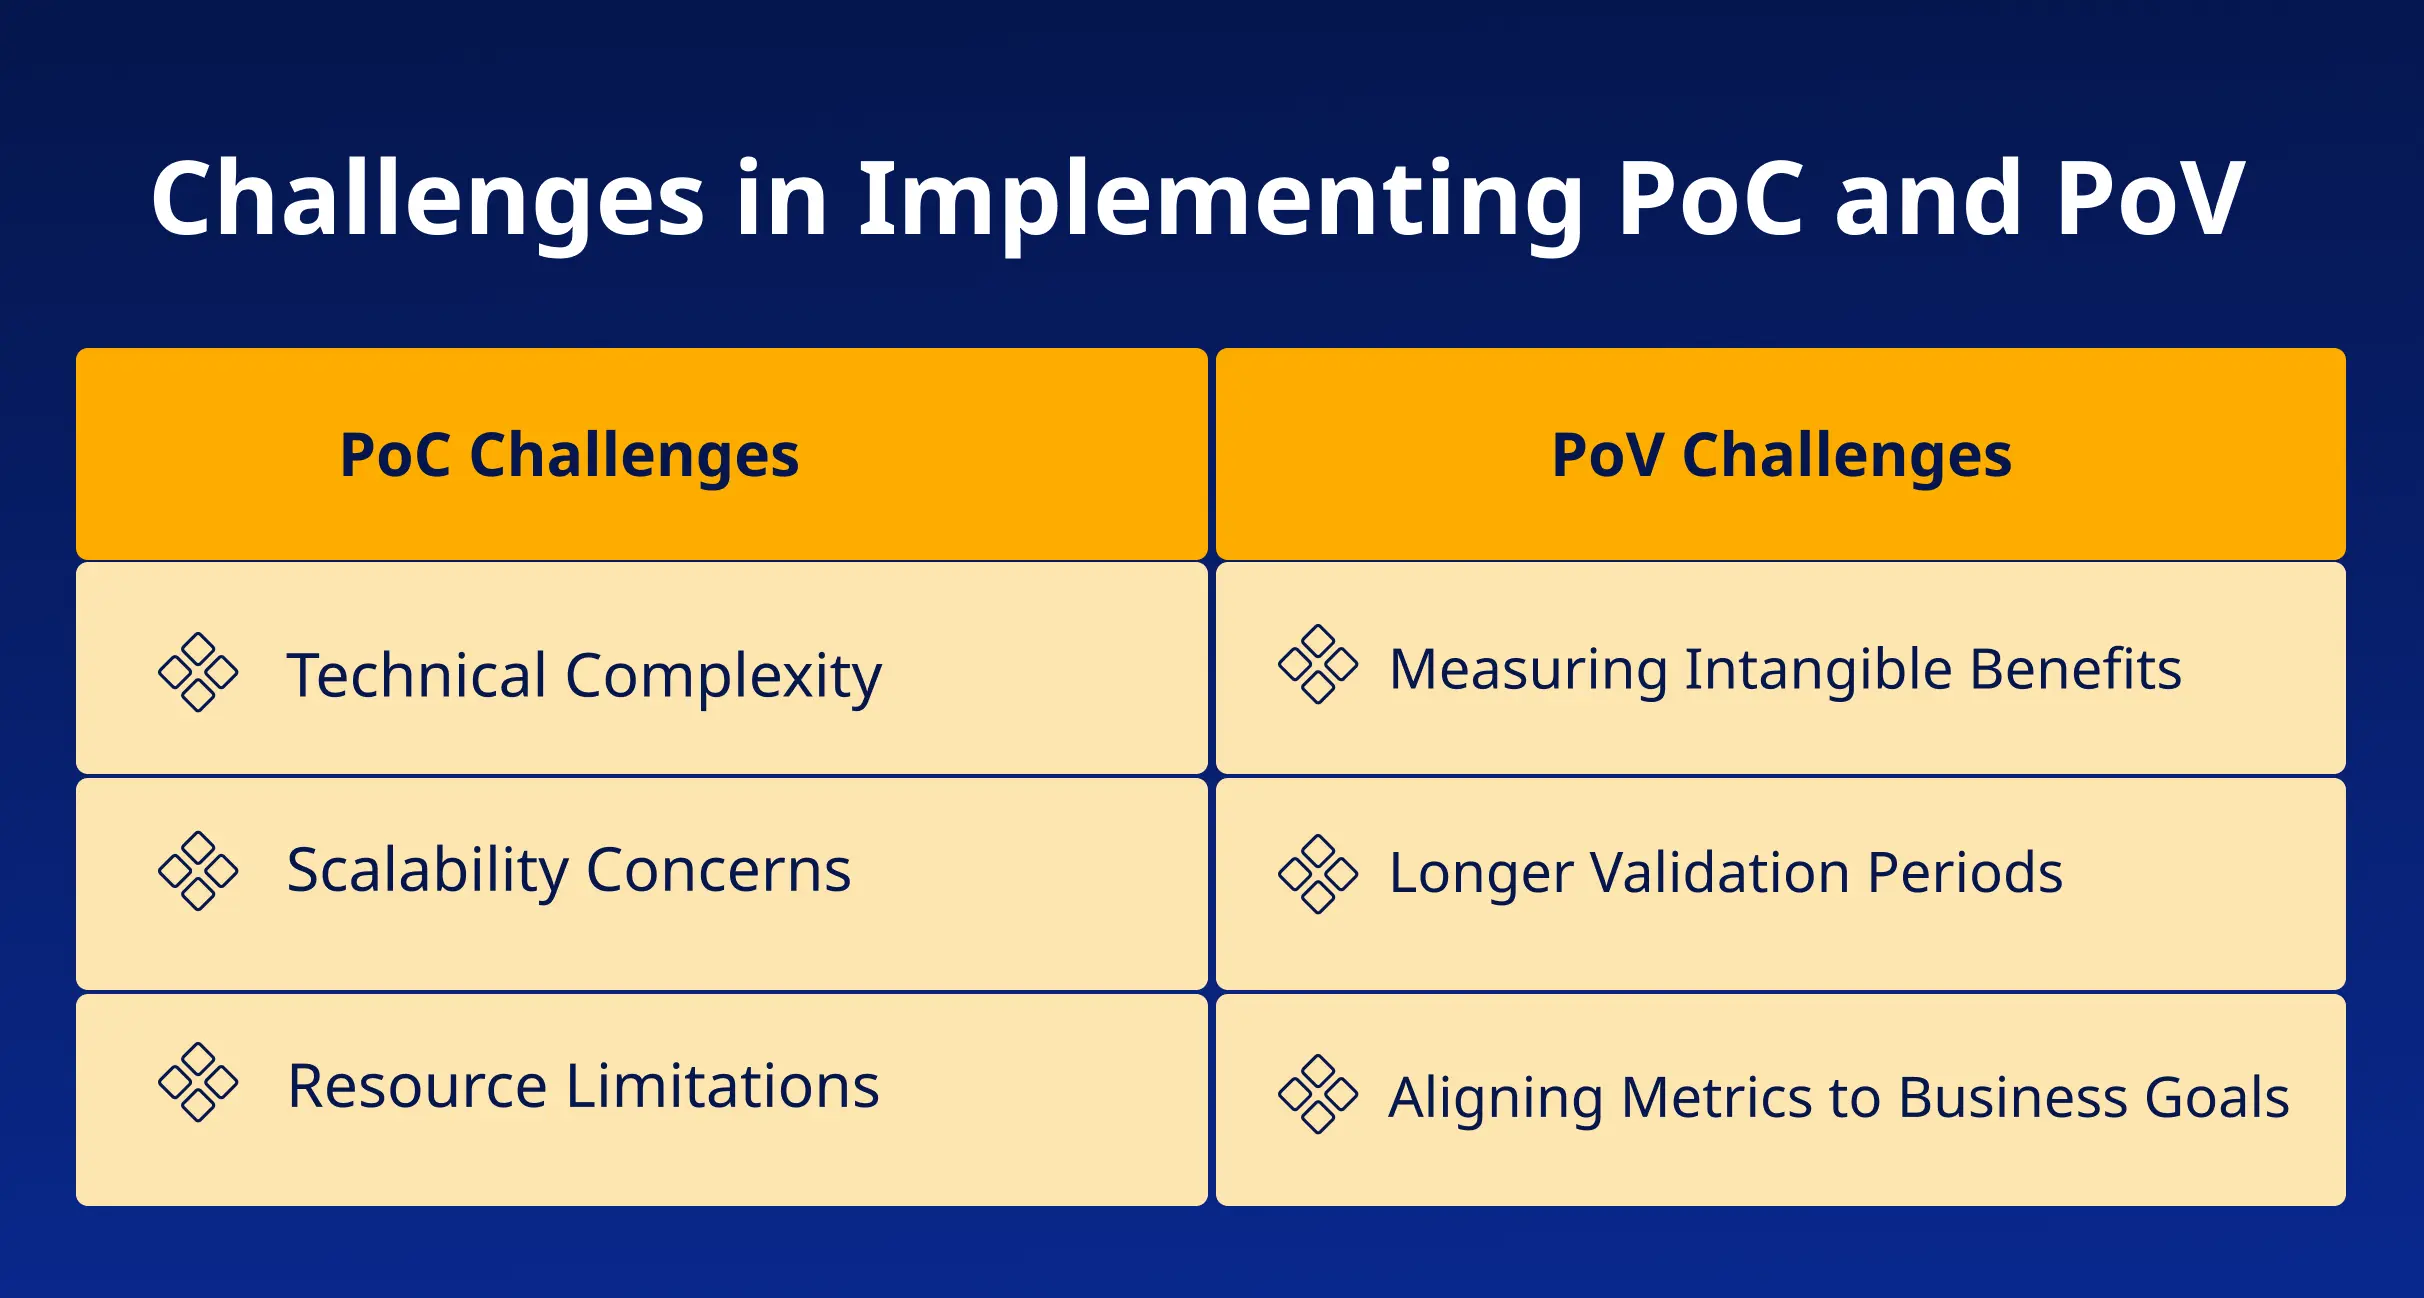 Challenges in Implementing PoC and PoV
PoC Challenges
PoV Challenges
Technical Complexity
Measuring Intangible Benefits
Scalability Concerns
Longer Validation Periods
Resource Limitations
Aligning Metrics to Business Goals